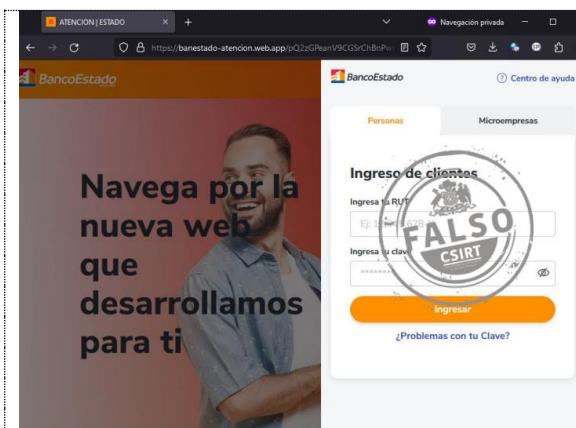 ATENCION | ESTADO
Navegación privada
https://banestado-atencion.web.app/pQ2zGPeanV9CGSrChBnPw
BancoEstado
BancoEstado
Centro de ayuda
Personas
Microempresas
Navega por la
nueva web
que
desarrollamos
para ti
Ingreso de clientes
Ingresa tu RUT
FALSO
CSIRT
Ingresa tu clave
********
Ingresar
¿Problemas con tu Clave?